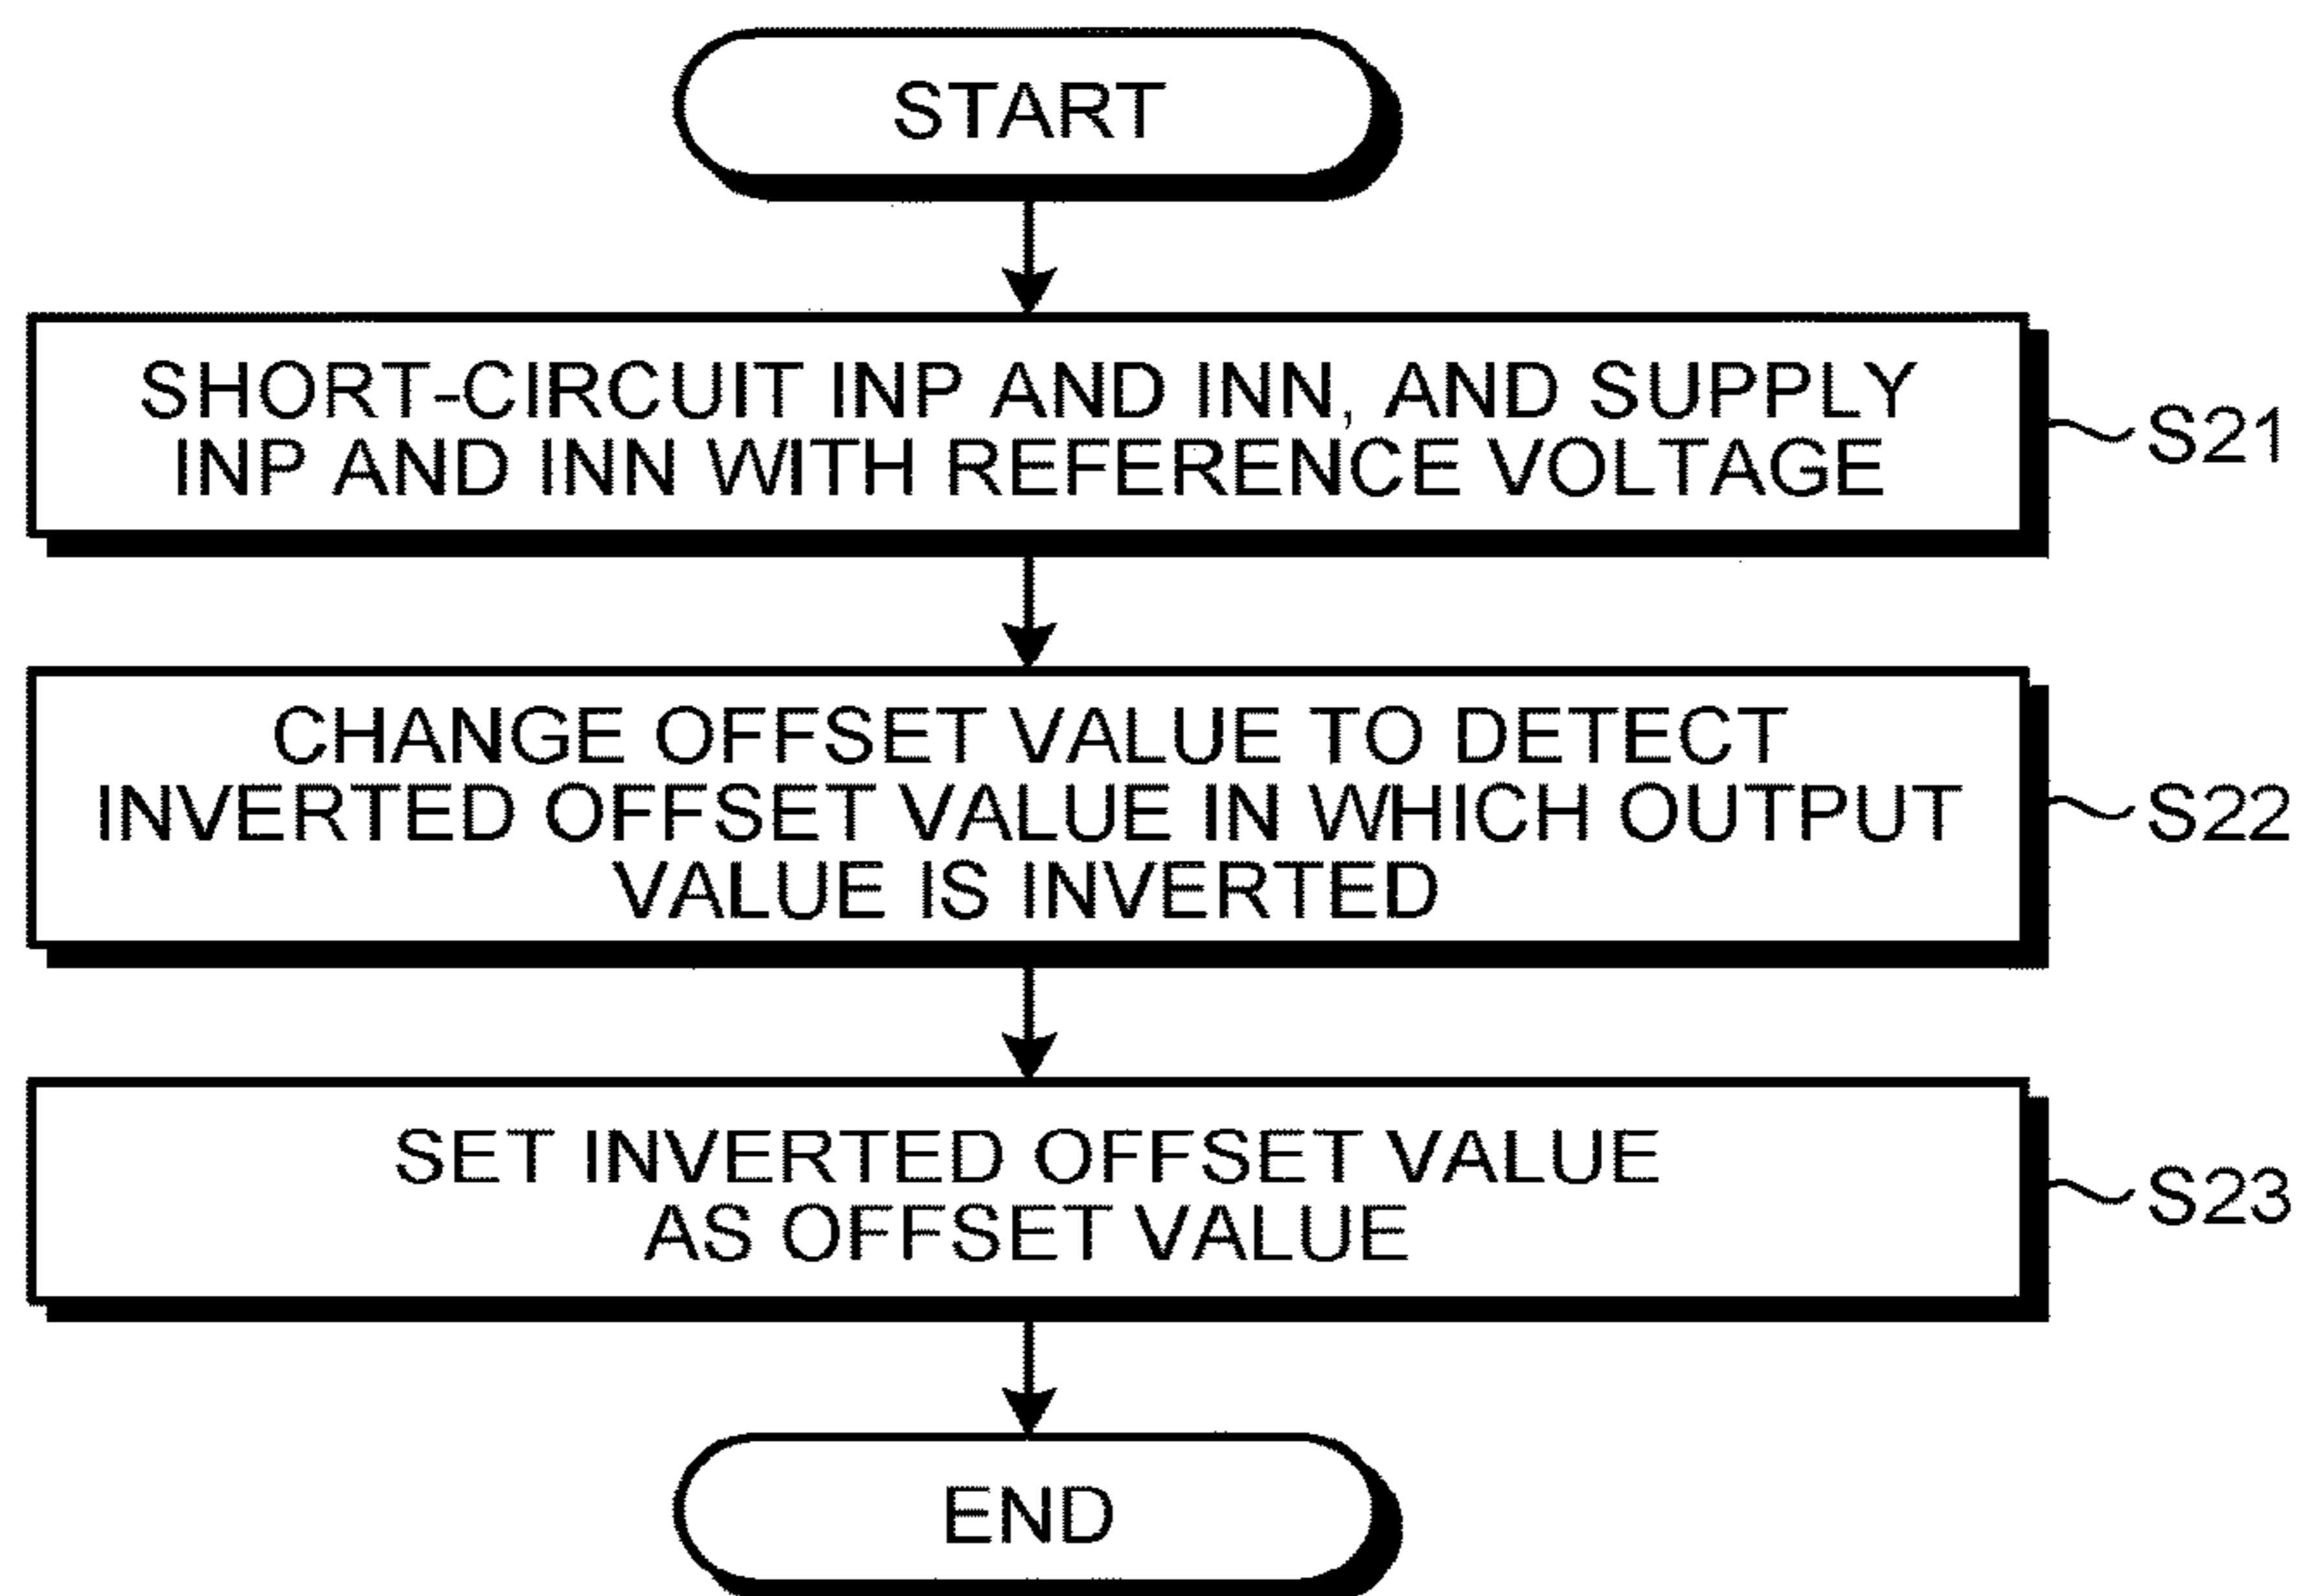 START
SHORT-CIRCUIT INP AND INN, AND SUPPLY
INP AND INN WITH REFERENCE VOLTAGE
S21
CHANGE OFFSET VALUE TO DETECT
INVERTED OFFSET VALUE IN WHICH OUTPUT
VALUE IS INVERTED
S22
SET INVERTED OFFSET VALUE
AS OFFSET VALUE
S23
END